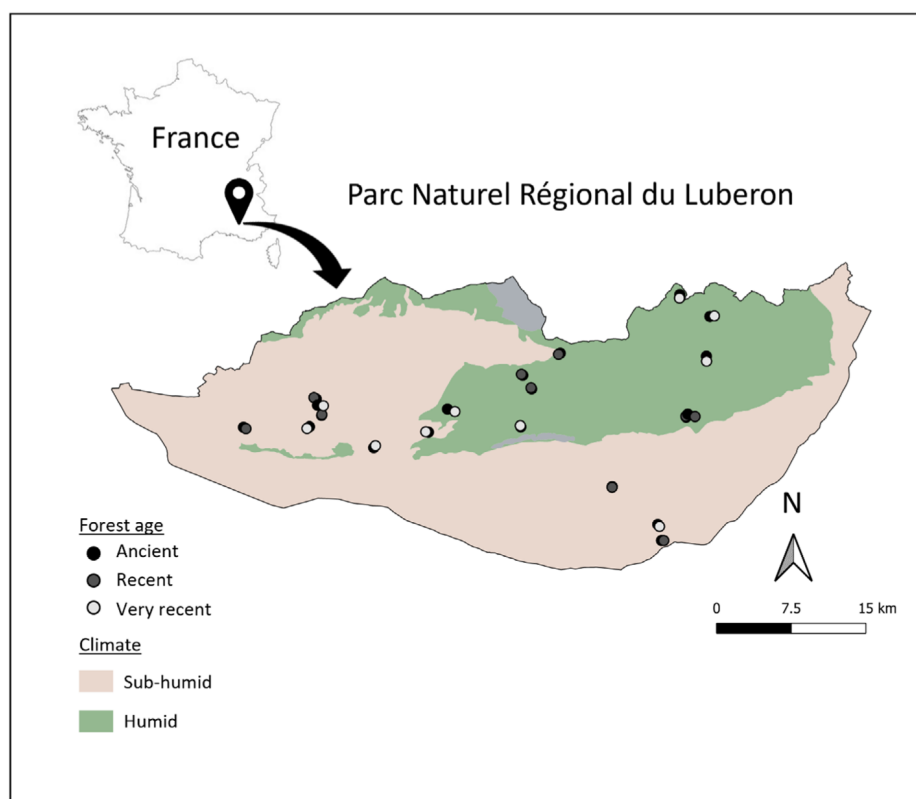 France
Parc Naturel Régional du Luberon
N
Forest age
Ancient
Recent
Very recent
0 7.5 15 km
Climate
Sub-humid
Humid